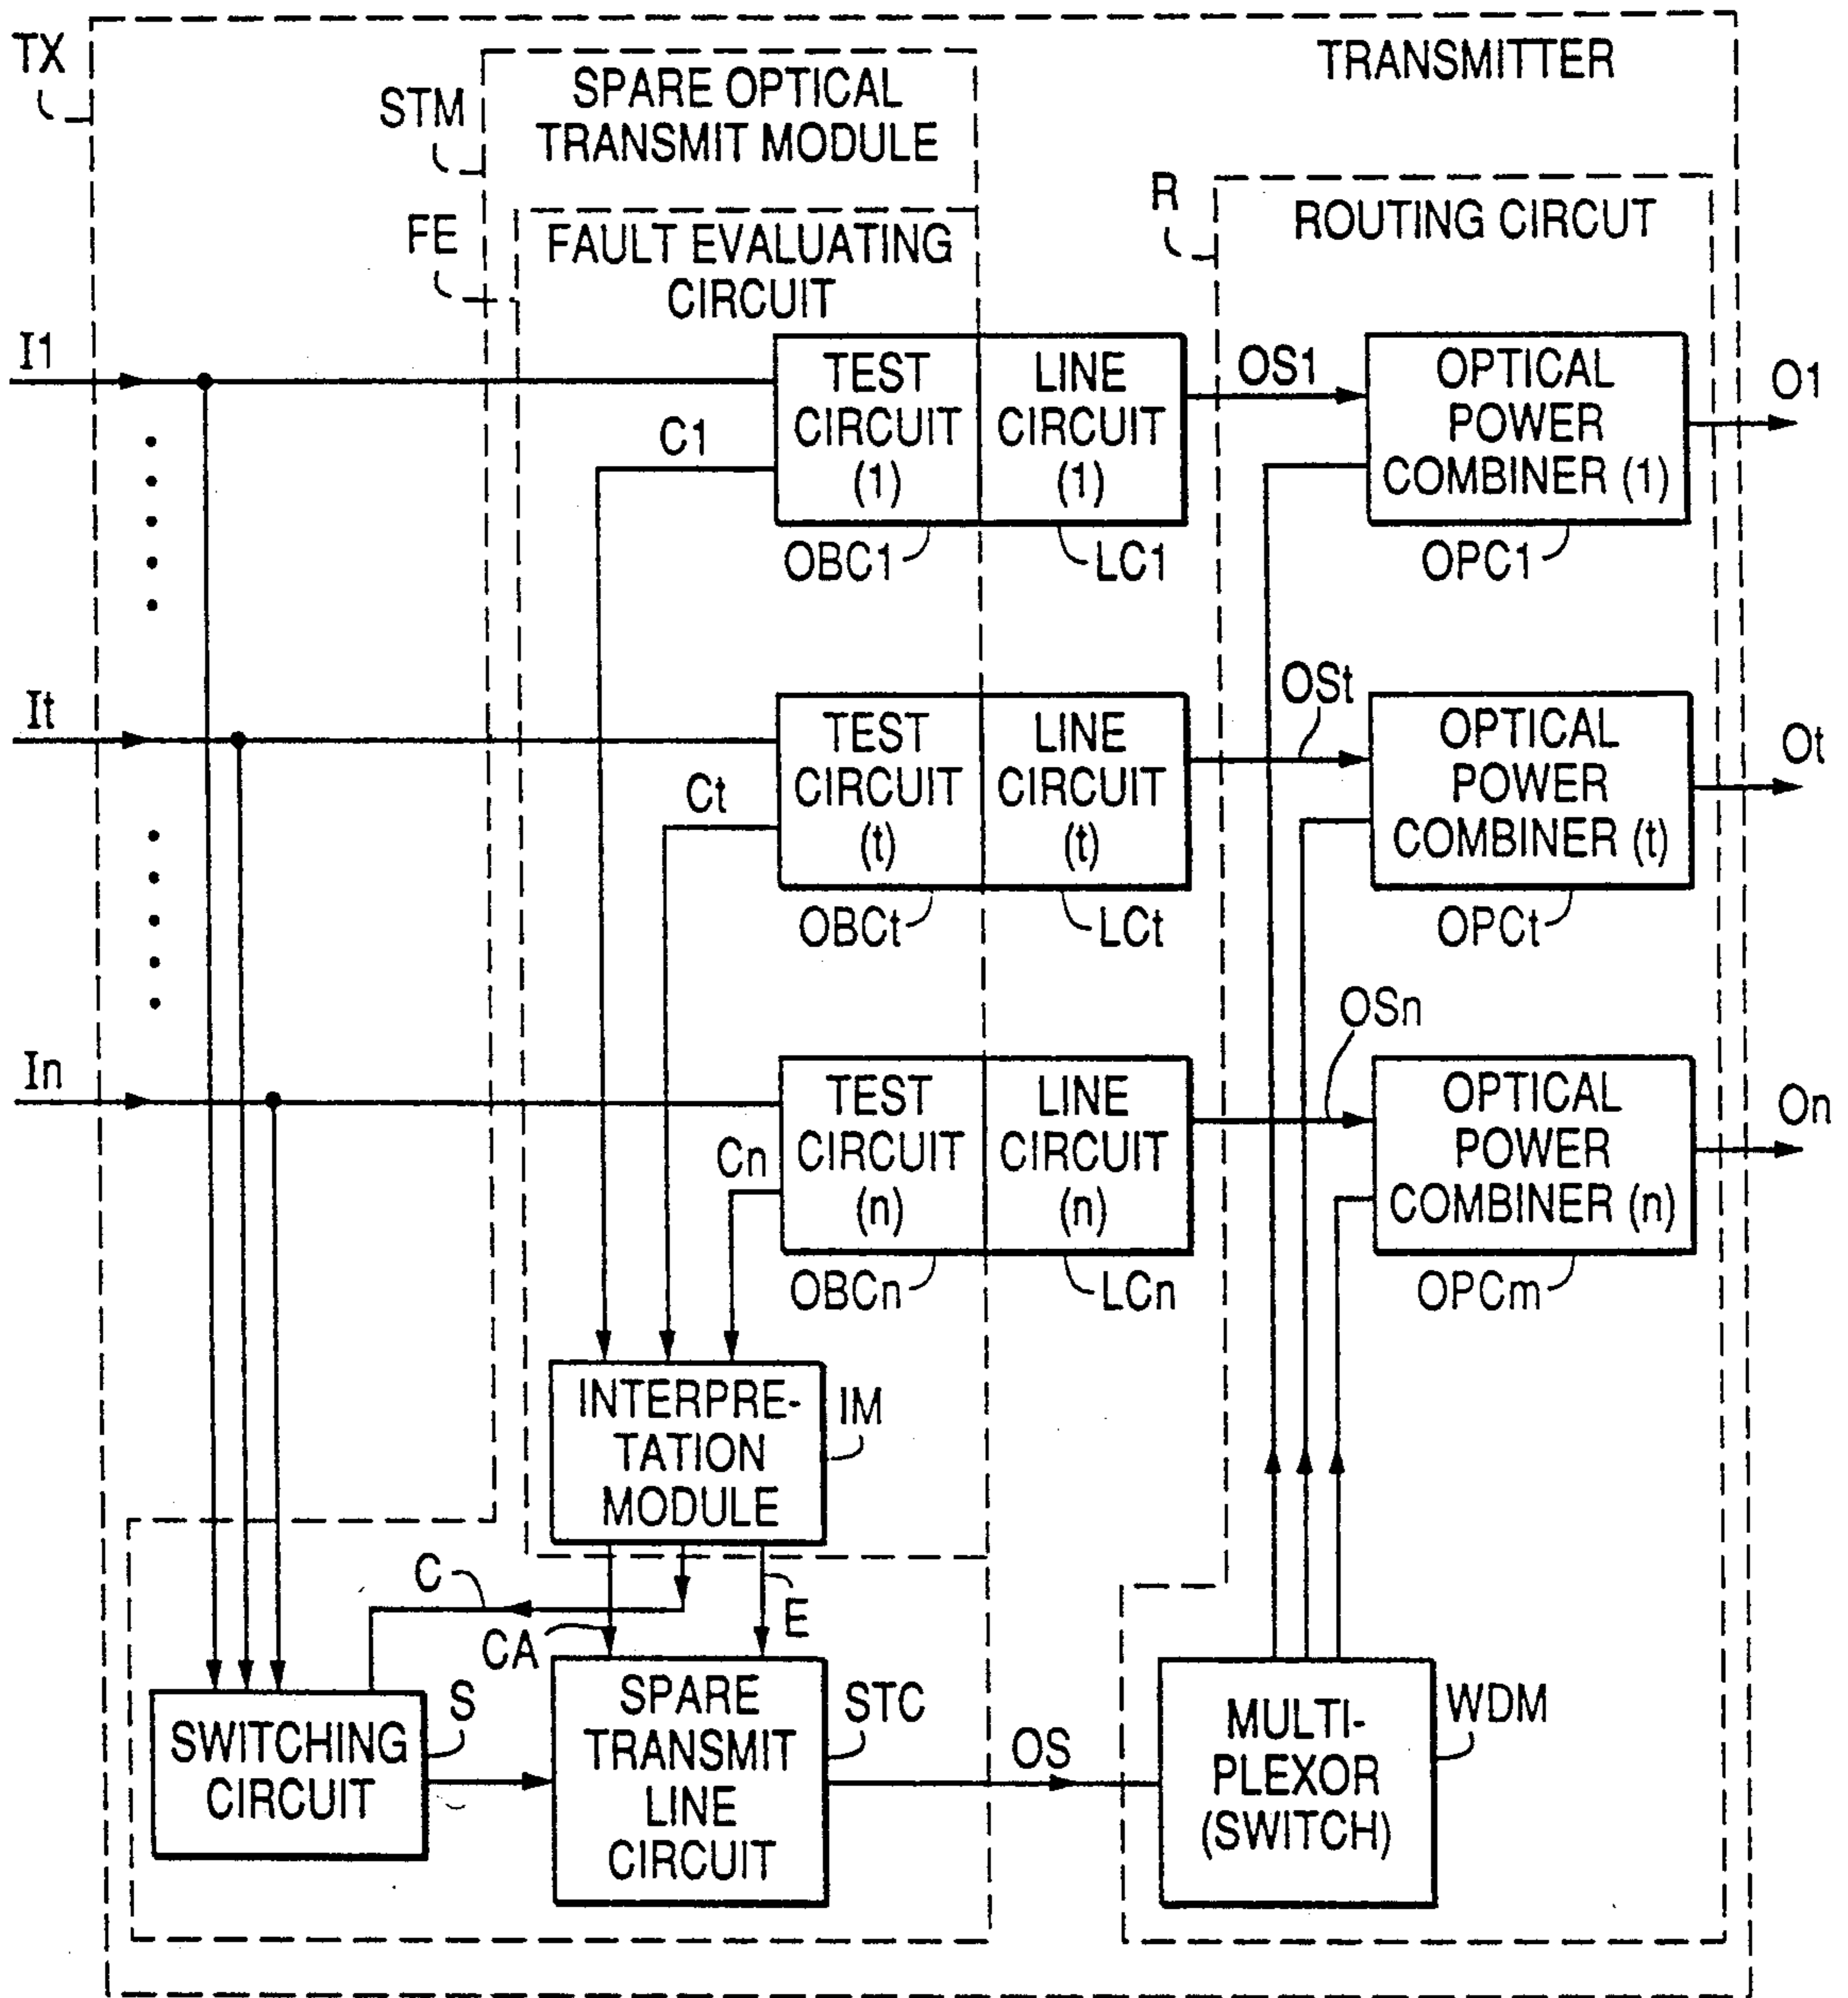 TX
TRANSMITTER
STM
SPARE OPTICAL
TRANSMIT MODULE
R
ROUTING CIRCUT
FE
FAULT EVALUATING
CIRCUIT
I1
TEST
CIRCUIT
(1)
LINE
CIRCUIT
(1)
OS1
OPTICAL
POWER
COMBINER (1)
O1
C1
OBC1
LC1
OPC1
It
TEST
CIRCUIT
(t)
LINE
CIRCUIT
(t)
OSt
OPTICAL
POWER
COMBINER (t)
Ot
Ct
OBCt
LCt
OPCt
In
TEST
CIRCUIT
(n)
LINE
CIRCUIT
(n)
OSn
OPTICAL
POWER
COMBINER (n)
On
Cn
OBCn
LCn
OPCm
INTERPRE-
TATION
MODULE
IM
C
CA
E
SWITCHING
CIRCUIT
S
SPARE
TRANSMIT
LINE
CIRCUIT
STC
OS
MULTI-
PLEXOR
(SWITCH)
WDM